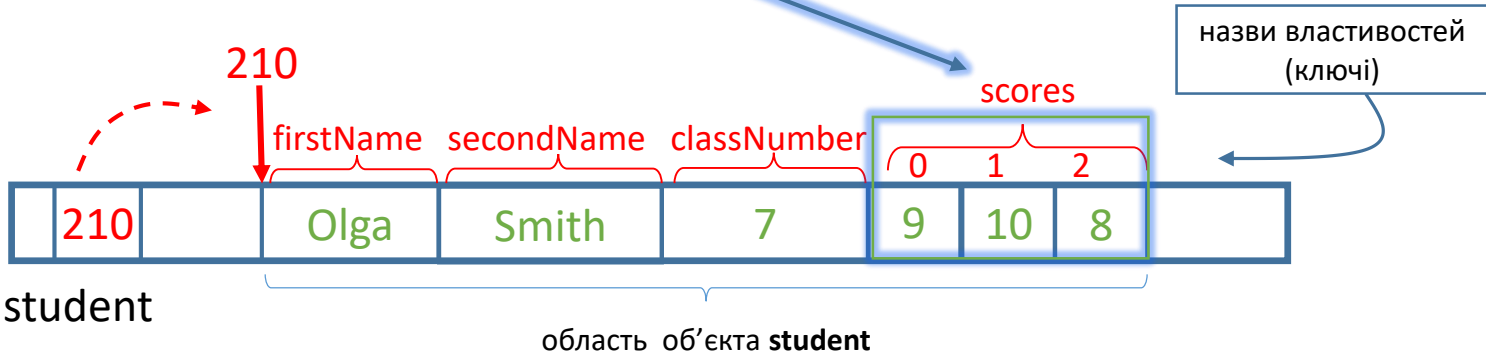 назви властивостей
(ключі)
210
scores
firstName secondName classNumber
0 1 2
210 Olga Smith 7 9 10 8
student
область об’єкта student